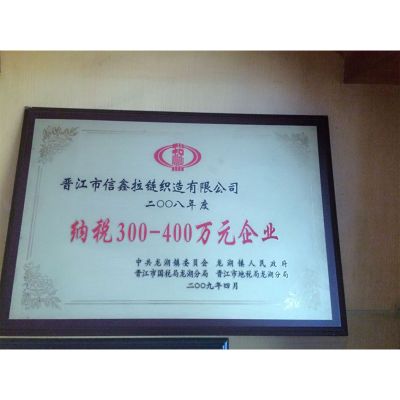 晋江市信鑫拉链织造有限公司
二〇〇八年度
纳税300-400万元企业
中共龙湖镇委员会 龙湖镇人民政府
晋江市国税局龙湖分局 晋江市地税局龙湖分局
二〇〇九年四月